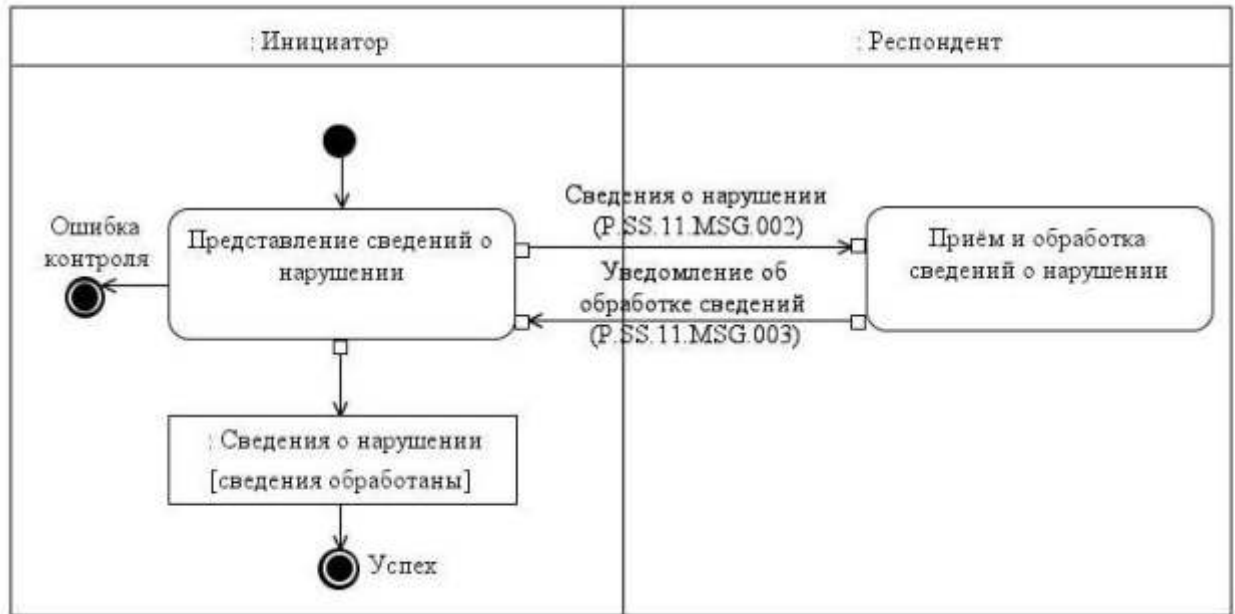 : Инициатор
: Респондент
Ошибка
контроля
Представление сведений о
нарушении
Сведения о нарушении
(P.SS.11.MSG.002)
Уведомление об
обработке сведений
(P.SS.11.MSG.003)
Приём и обработка
сведений о нарушении
: Сведения о нарушении
[сведения обработаны]
Успех